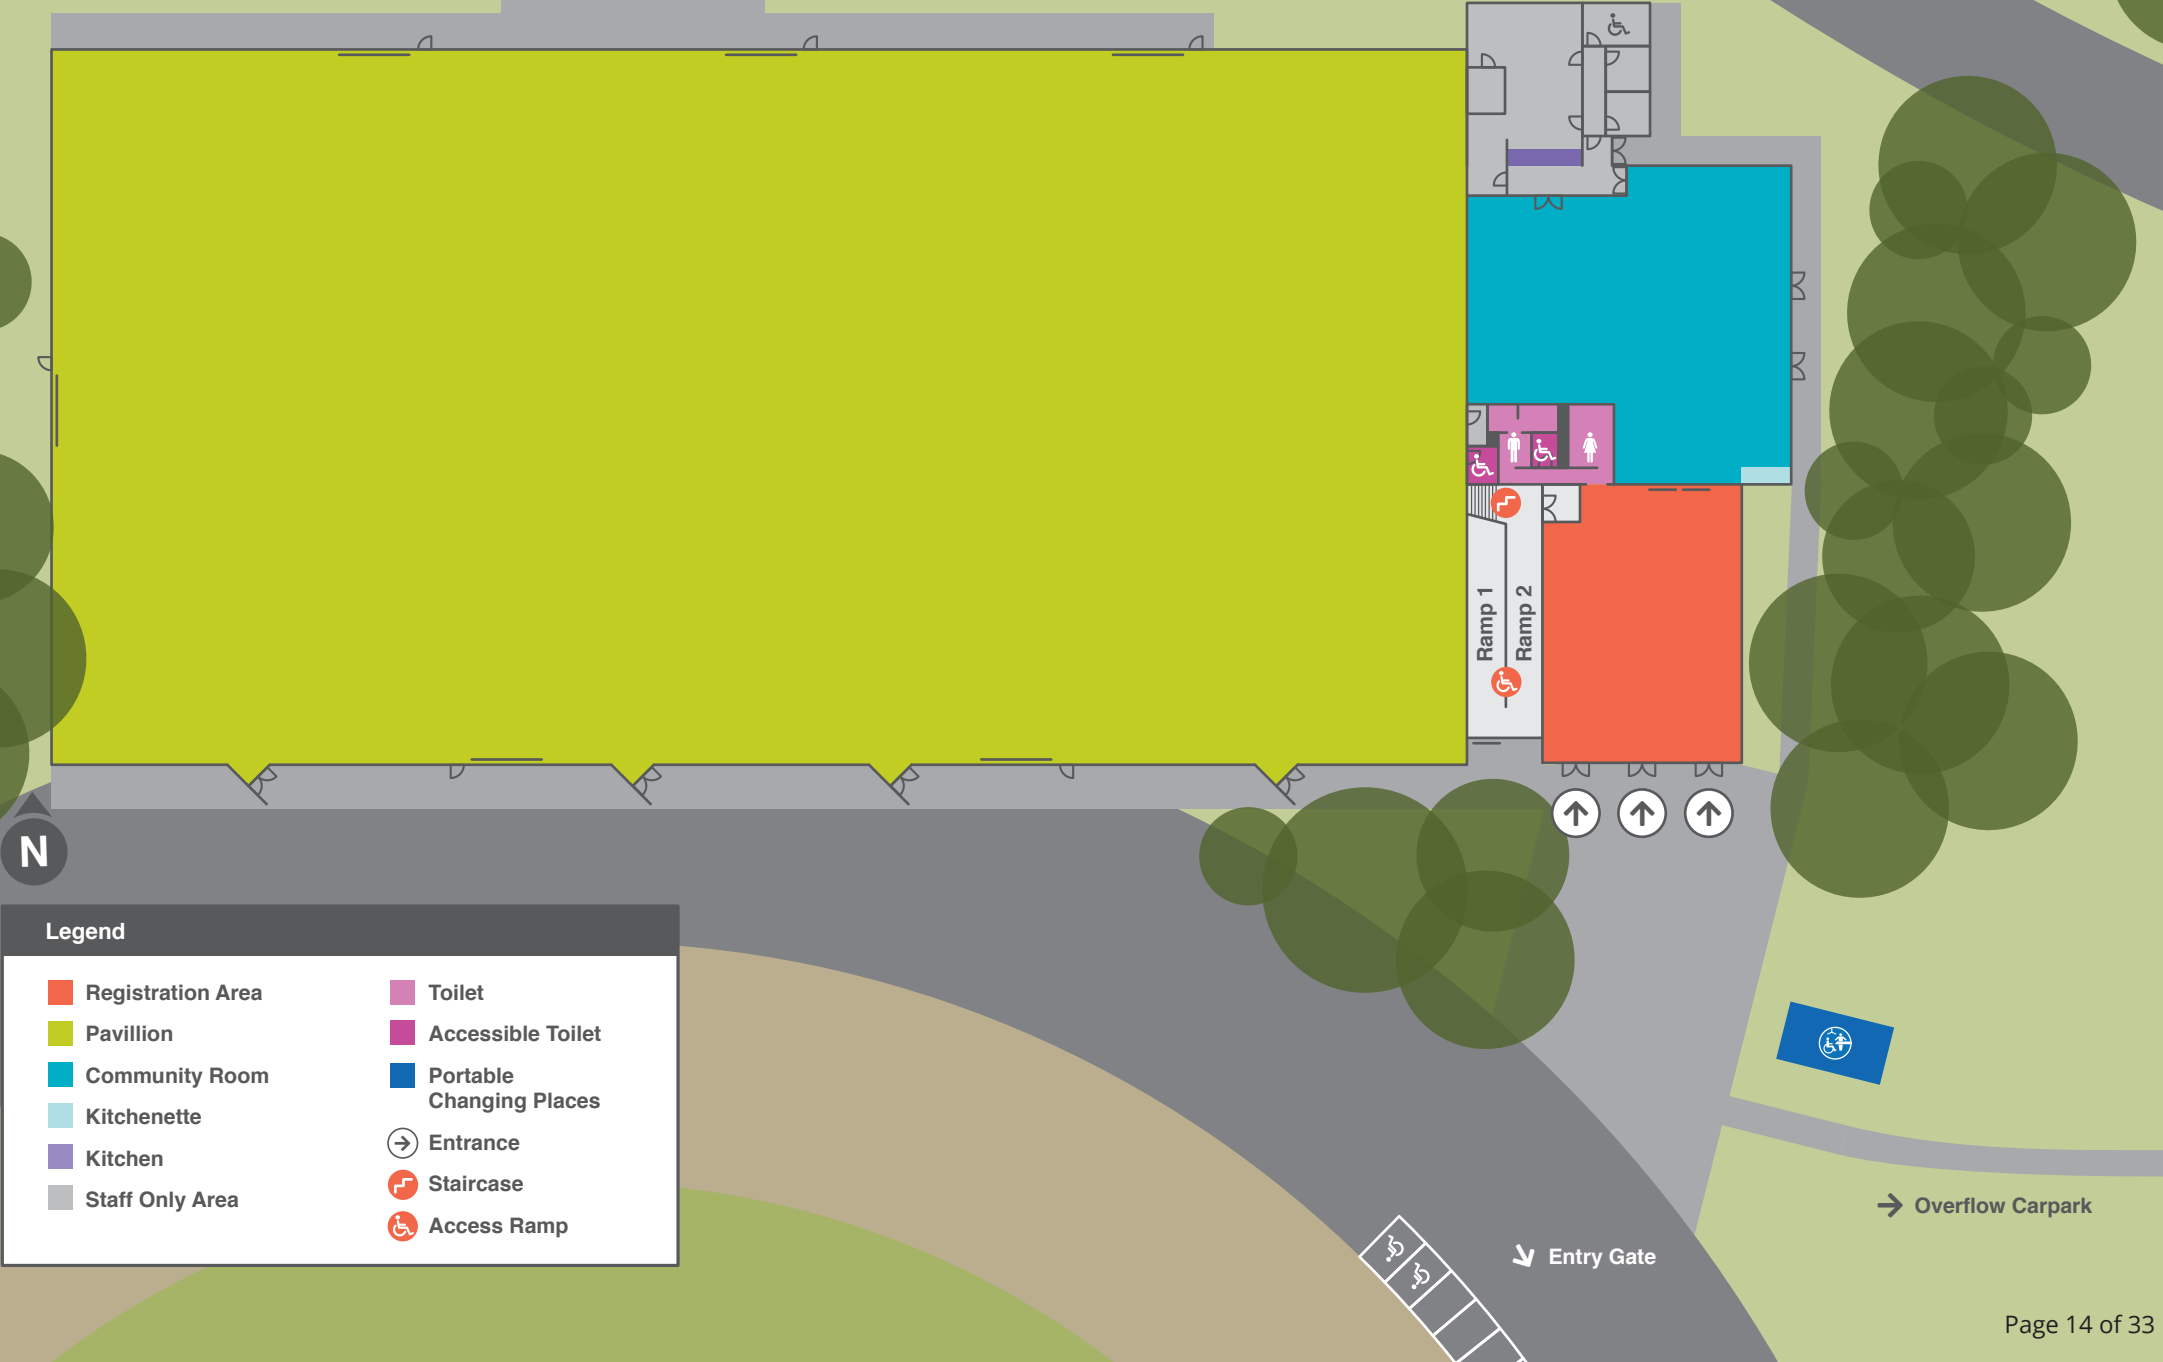 Ramp 1
Ramp 2
N
Legend
Registration Area
Pavillion
Community Room
Kitchenette
Kitchen
Staff Only Area
Toilet
Accessible Toilet
Portable
Changing Places
Entrance
Staircase
Access Ramp
Overflow Carpark
Entry Gate
Page 14 of 33